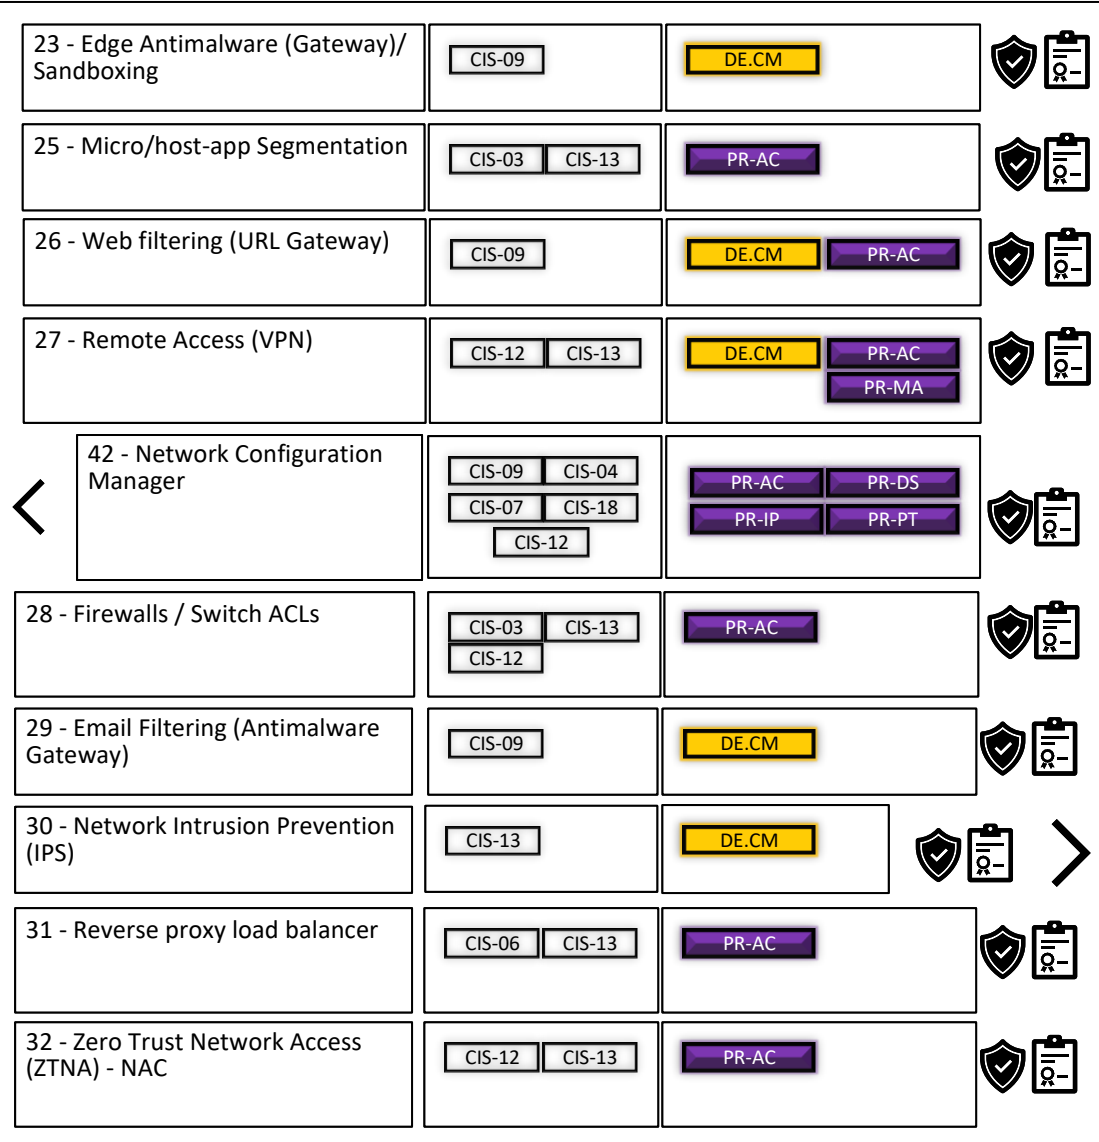 23 - Edge Antimalware (Gateway)/
Sandboxing
CIS-09
DE.CM
25 - Micro/host-app Segmentation
CIS-03 CIS-13
PR-AC
26 - Web filtering (URL Gateway)
CIS-09
DE.CM PR-AC
27 - Remote Access (VPN)
CIS-12 CIS-13
DE.CM PR-AC
PR-MA
42 - Network Configuration
Manager
CIS-09 CIS-04
CIS-07 CIS-18
CIS-12
PR-AC PR-DS
PR-IP PR-PT
28 - Firewalls / Switch ACLs
CIS-03 CIS-13
CIS-12
PR-AC
29 - Email Filtering (Antimalware
Gateway)
CIS-09
DE.CM
30 - Network Intrusion Prevention
(IPS)
CIS-13
DE.CM
31 - Reverse proxy load balancer
CIS-06 CIS-13
PR-AC
32 - Zero Trust Network Access
(ZTNA) - NAC
CIS-12 CIS-13
PR-AC